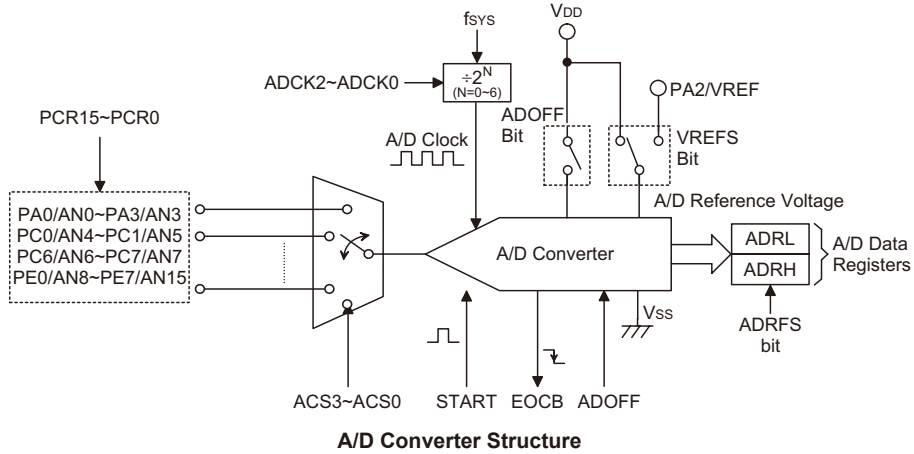 VDD
fSYS
÷2^N
(N=0~6)
ADCK2~ADCK0
PA2/VREF
ADOFF
Bit
VREFS
Bit
PCR15~PCR0
A/D Clock
A/D Reference Voltage
PA0/AN0~PA3/AN3
PC0/AN4~PC1/AN5
PC6/AN6~PC7/AN7
PE0/AN8~PE7/AN15
A/D Converter
ADRL
ADRH
A/D Data
Registers
VSS
ADRFS
bit
ACS3~ACS0
START
EOCB
ADOFF
A/D Converter Structure